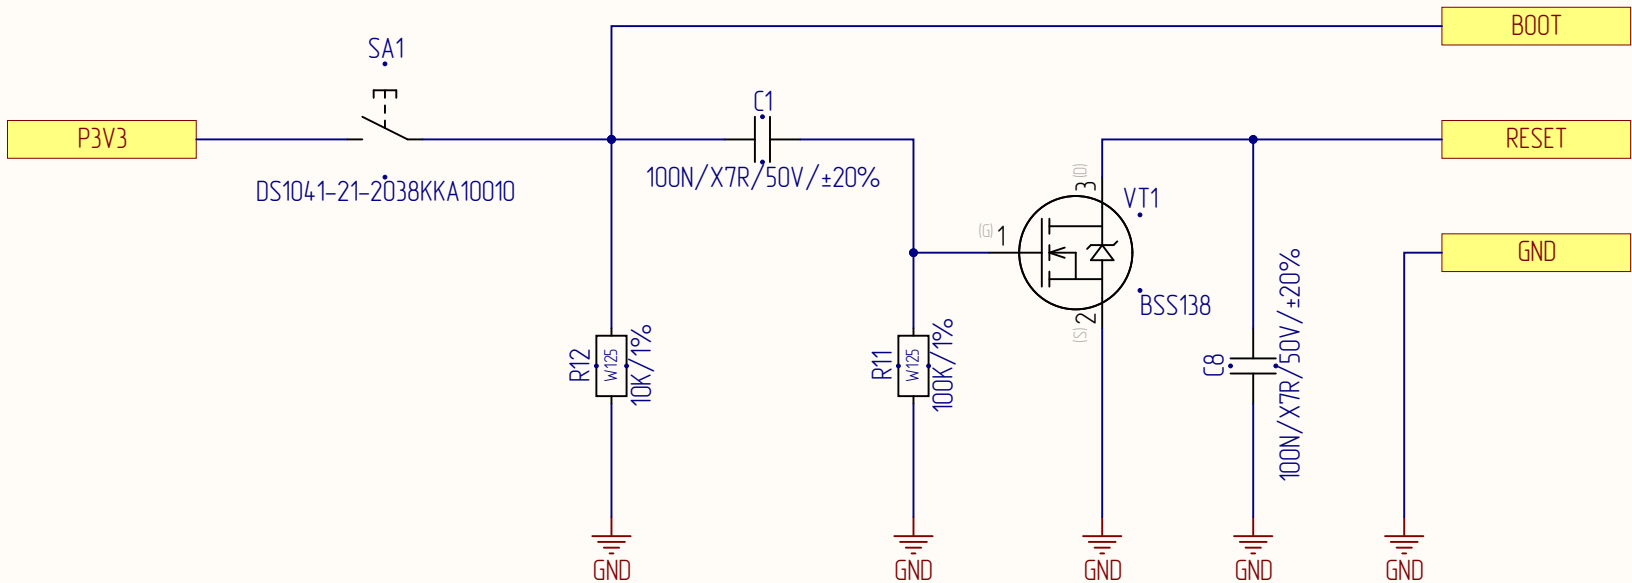 BOOT
SA1
C1
P3V3
RESET
100N/X7R/50V/±20%
DS1041-21-2038KKA10010
3
(D)
VT1
(G)
1
GND
BSS138
2
(S)
R12
W125
10K/1%
R11
W125
100K/1%
C8
100N/X7R/50V/±20%
GND
GND
GND
GND
GND